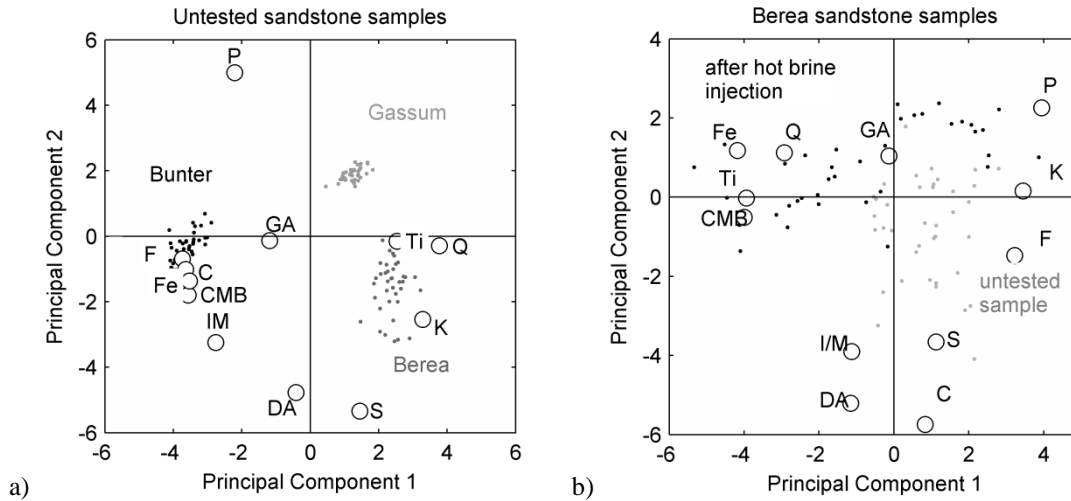 Untested sandstone samples
6
4
2
0
-2
-4
-6
Principal Component 2
P
Gassum
Bunter
GA
F
C
Fe
CMB
IM
DA
S
Ti
Q
K
Berea
-6
-4
-2
0
2
4
6
Principal Component 1
a)
Berea sandstone samples
4
2
0
-2
-4
-6
Principal Component 2
after hot brine
injection
Fe
Q
GA
P
Ti
K
CMB
F
untested
sample
I/M
S
DA
C
-6
-4
-2
0
2
4
Principal Component 1
b)